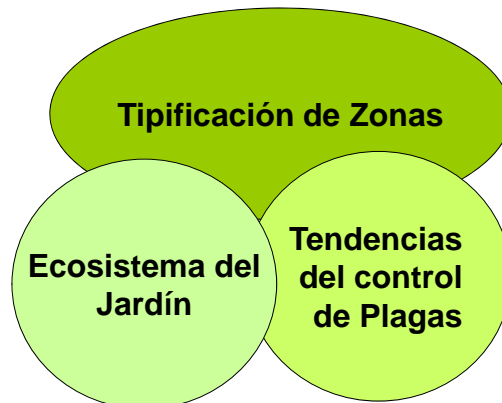 Tipificación de Zonas
Ecosistema del
Jardín
Tendencias
del control
de Plagas